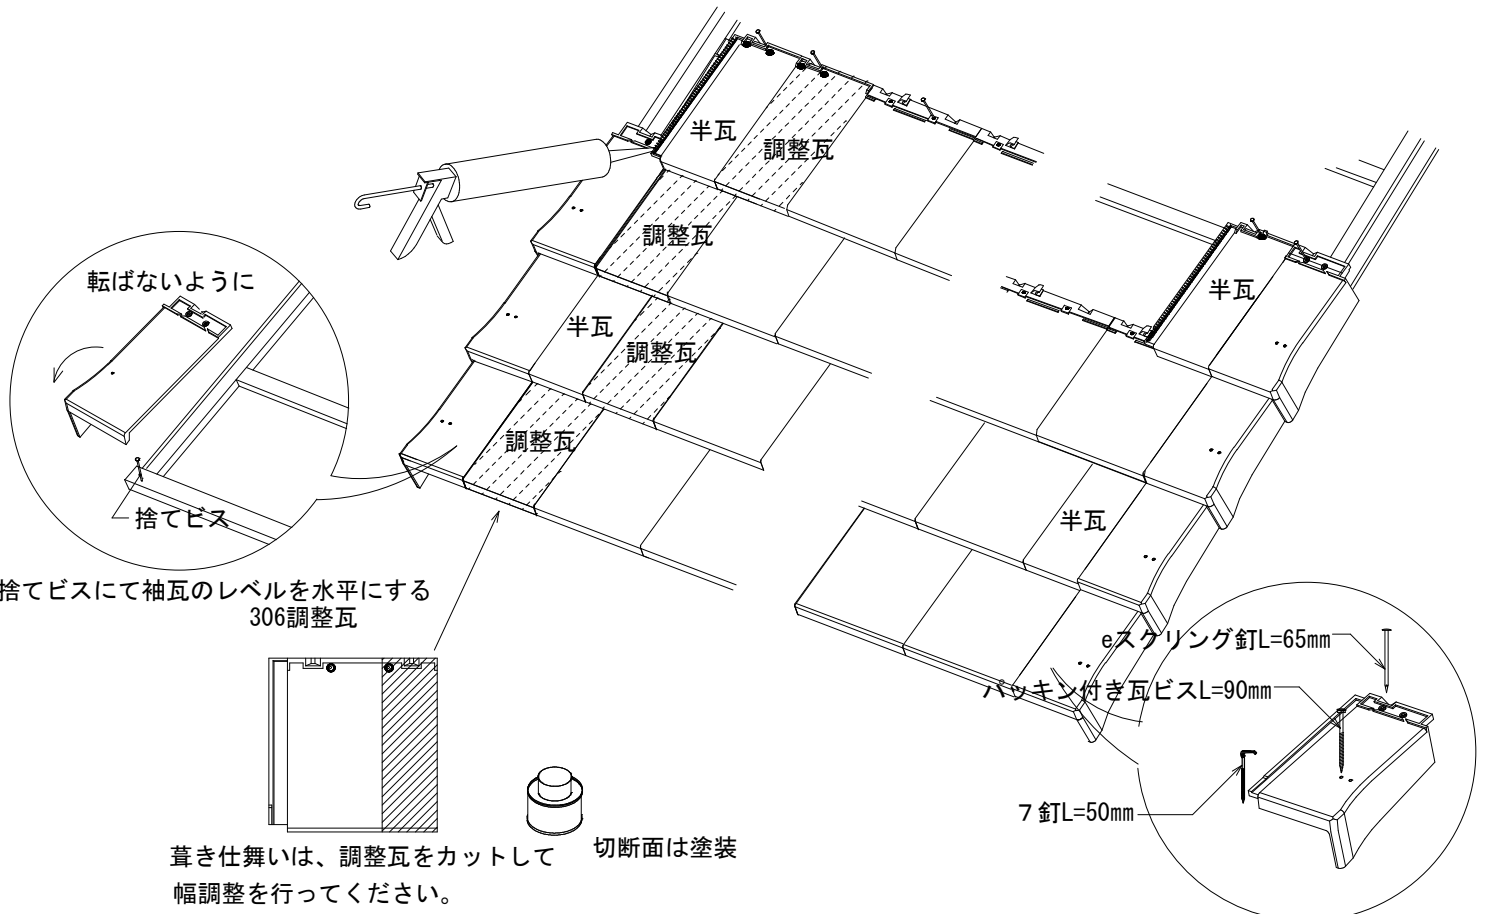 半瓦
調整瓦
調整瓦
半瓦
転ばないように
半瓦
調整瓦
調整瓦
捨てビス
半瓦
捨てビスにて袖瓦のレベルを水平にする
306調整瓦
eスクリング釘L=65mm
パッキン付き瓦ビスL=90mm
7釘L=50mm
切断面は塗装
葺き仕舞いは、調整瓦をカットして
幅調整を行ってください。